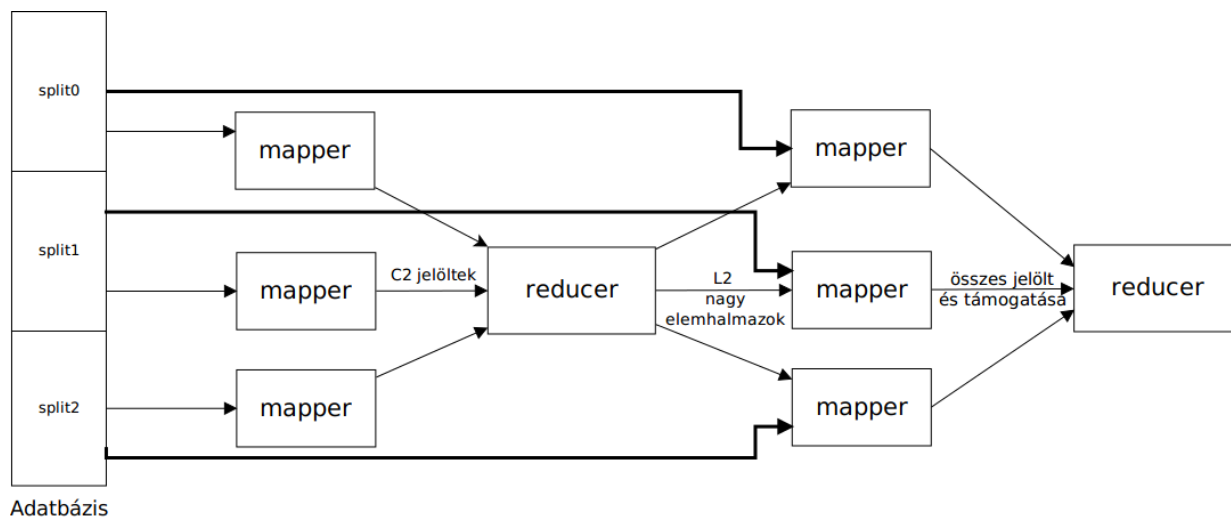 split0
mapper
mapper
split1
mapper
C2 jelöltek
reducer
L2
nagy
elemhalmazok
mapper
összes jelölt
és támogatása
reducer
split2
mapper
mapper
Adatbázis